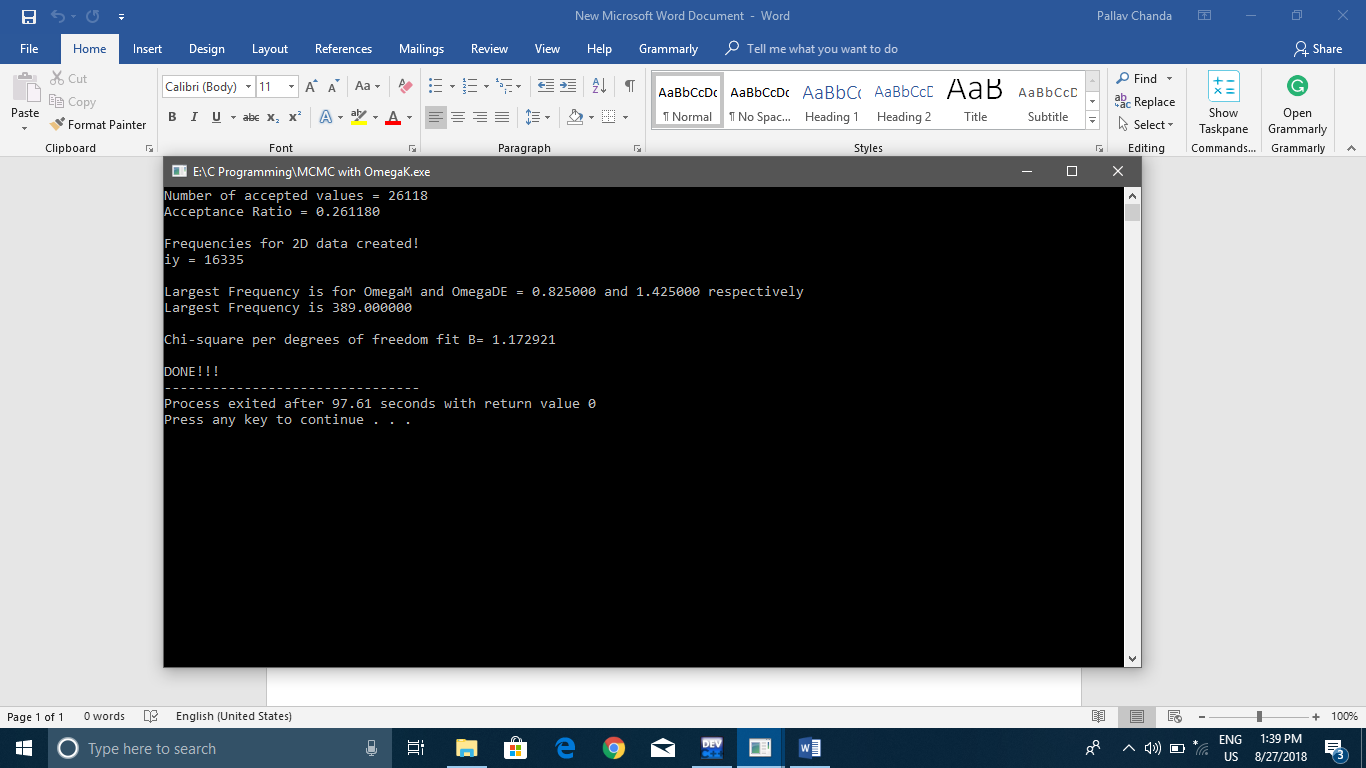 New Microsoft Word Document - Word
Pallav Chanda
File Home Insert Design Layout References Mailings Review View Help Grammarly Tell me what you want to do Share
Paste
Cut
Copy
Format Painter
Clipboard
Calibri (Body) 11
Aa
B I U abc x₂ x² A ab A
Font
A Z
Paragraph
AaBbCcDc AaBbCcDc AaBbCc AaBbCcD AaB AaBbCcD
¶ Normal ¶ No Spac... Heading 1 Heading 2 Title Subtitle
Styles
Find
Replace
Select
Editing
Show
Taskpane
Commands...
Open
Grammarly
Grammarly
E:\C Programming\MCMC with OmegaK.exe
Number of accepted values = 26118
Acceptance Ratio = 0.261180
Frequencies for 2D data created!
iy = 16335
Largest Frequency is for OmegaM and OmegaDE = 0.825000 and 1.425000 respectively
Largest Frequency is 389.000000
Chi-square per degrees of freedom fit B= 1.172921
DONE!!!
--------------------------------
Process exited after 97.61 seconds with return value 0
Press any key to continue . . .
Page 1 of 1 0 words English (United States) 100%
Type here to search
DEV
ENG
US
1:39 PM
8/27/2018
3